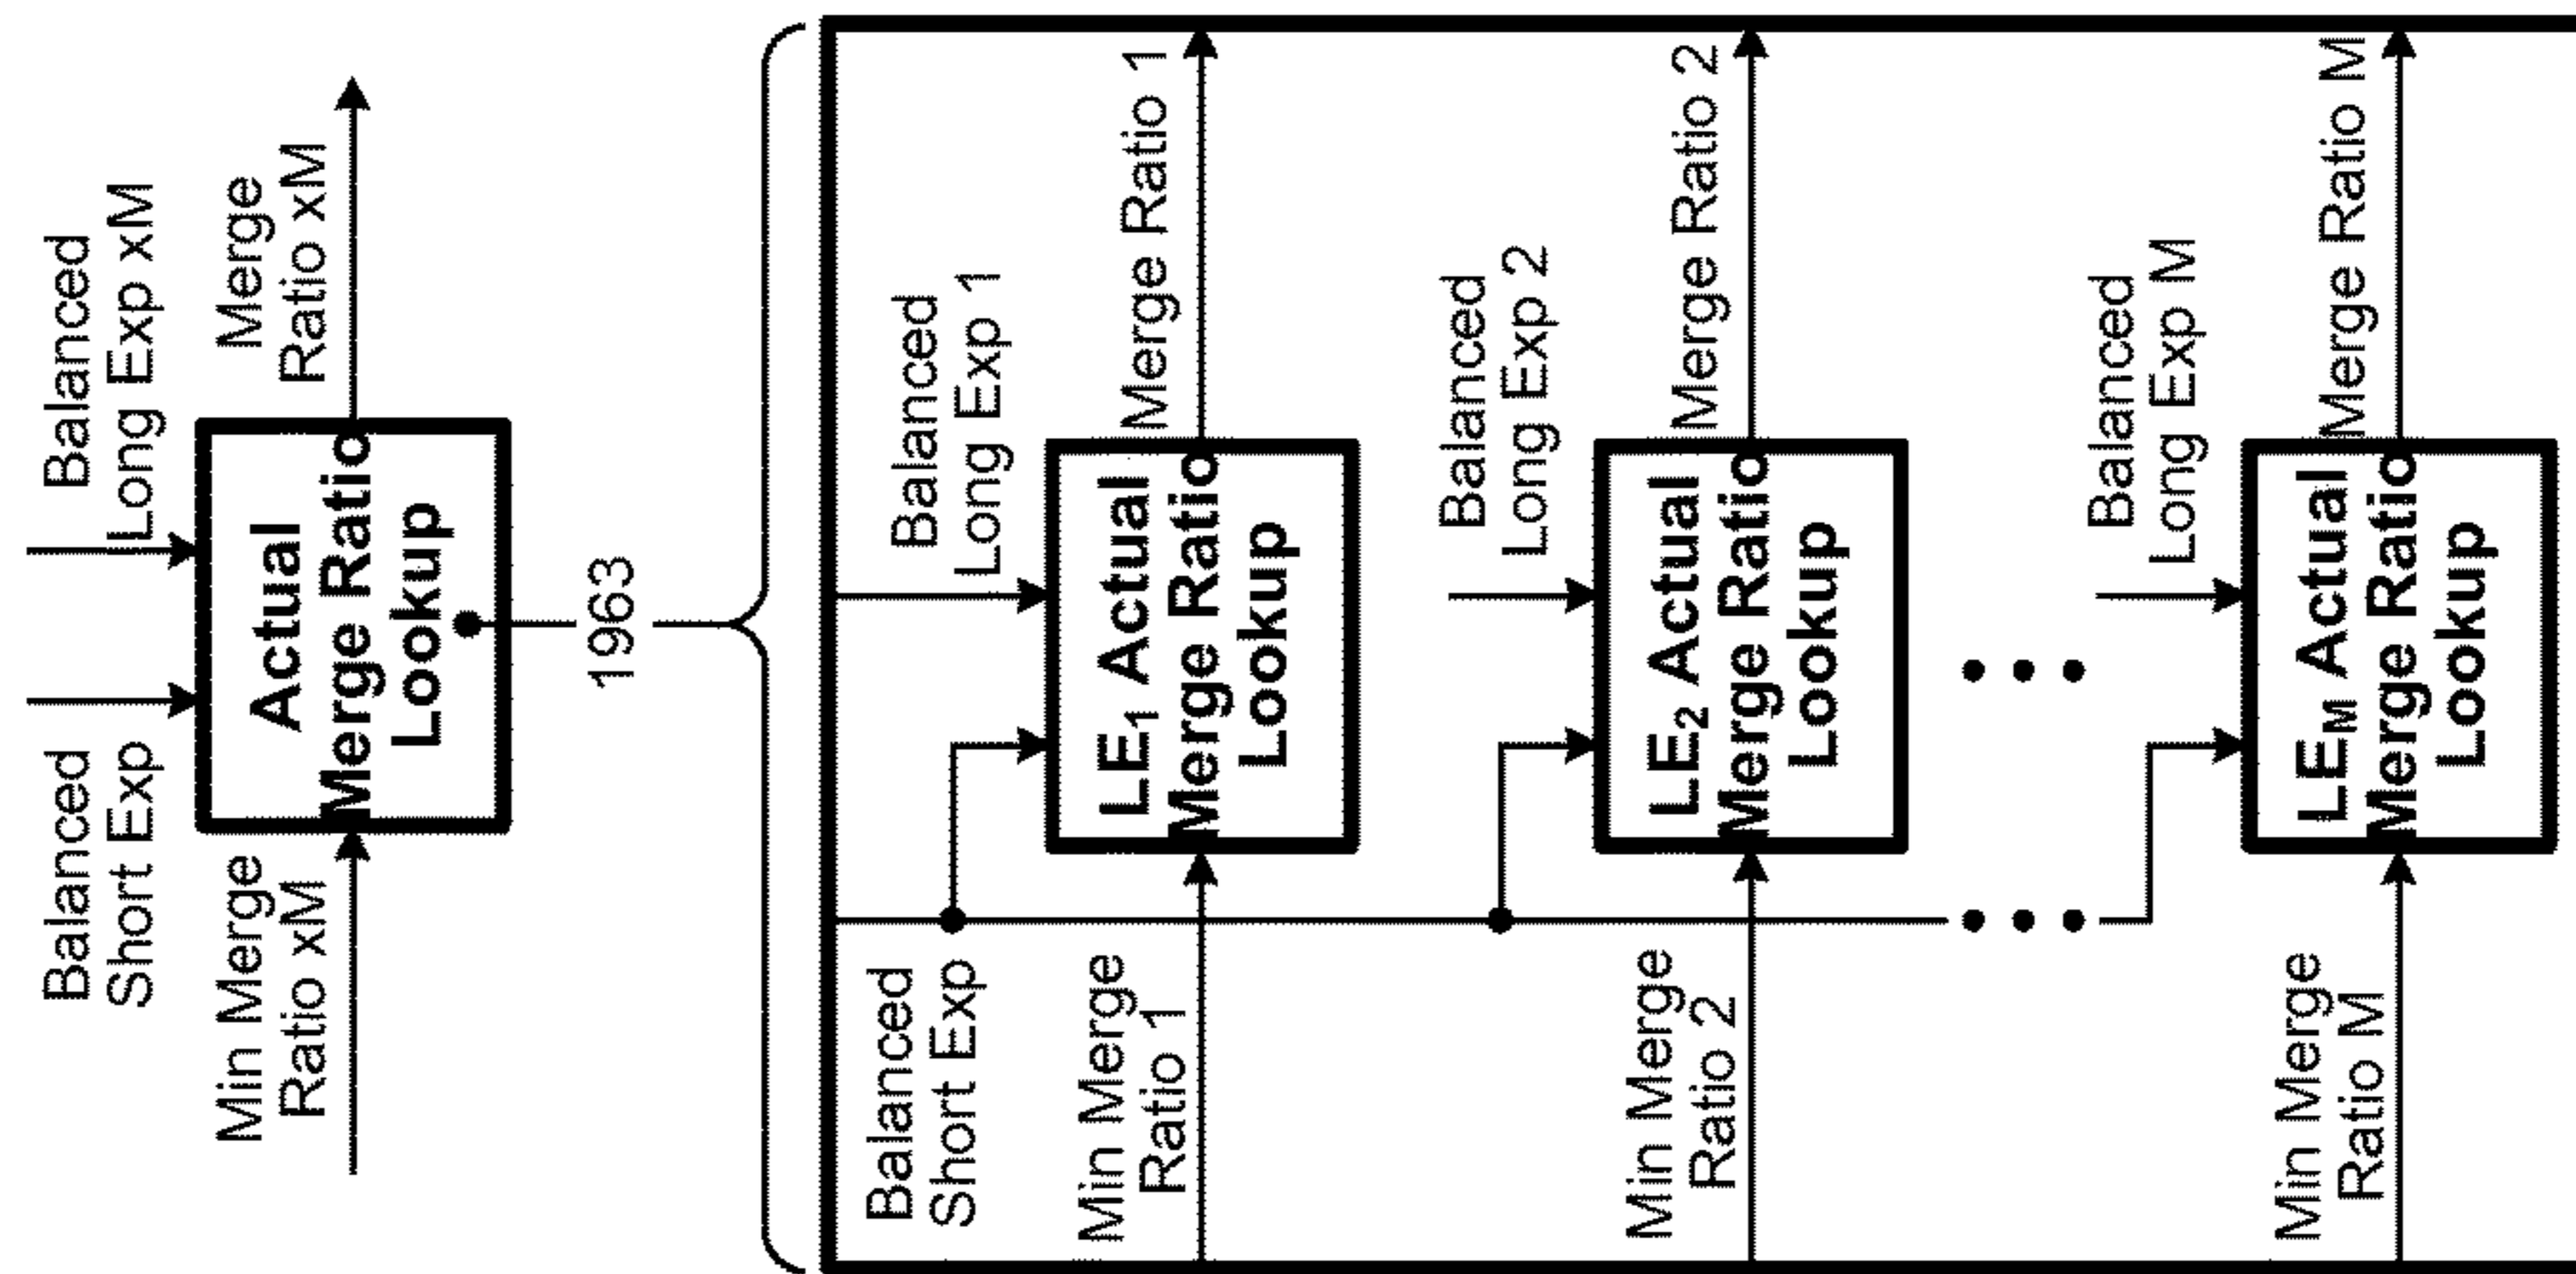 Balanced
Short Exp
Balanced
Long Exp xM
Min Merge
Ratio xM
Actual
Merge Ratio
Lookup
Merge
Ratio xM
1963
Balanced
Short Exp
Balanced
Long Exp 1
Min Merge
Ratio 1
LE₁ Actual
Merge Ratio
Lookup
Merge Ratio 1
Balanced
Long Exp 2
Min Merge
Ratio 2
LE₂ Actual
Merge Ratio
Lookup
Merge Ratio 2
Balanced
Long Exp M
Min Merge
Ratio M
LE_M Actual
Merge Ratio
Lookup
Merge Ratio M